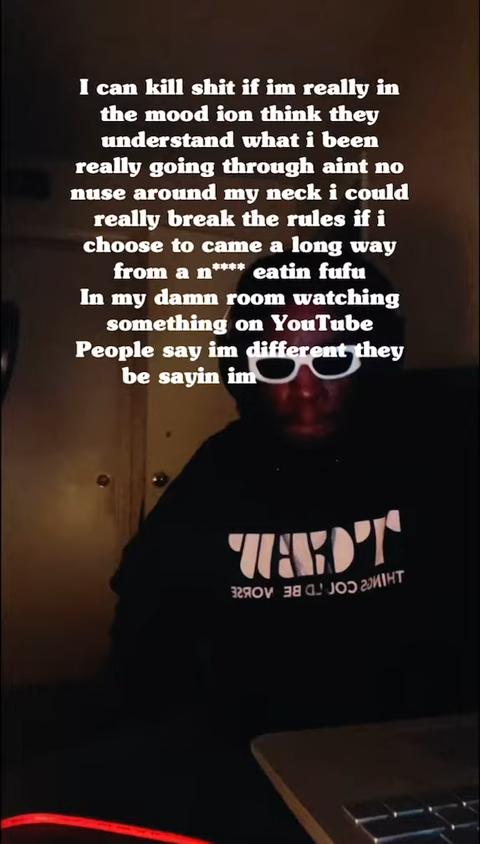 I can kill shit if im really in
the mood ion think they
understand what i been
really going through aint no
nuse around my neck i could
really break the rules if i
choose to came a long way
from a n**** eatin fufu
In my damn room watching
something on YouTube
People say im different they
be sayin im
THINGS COULD BE WORSE